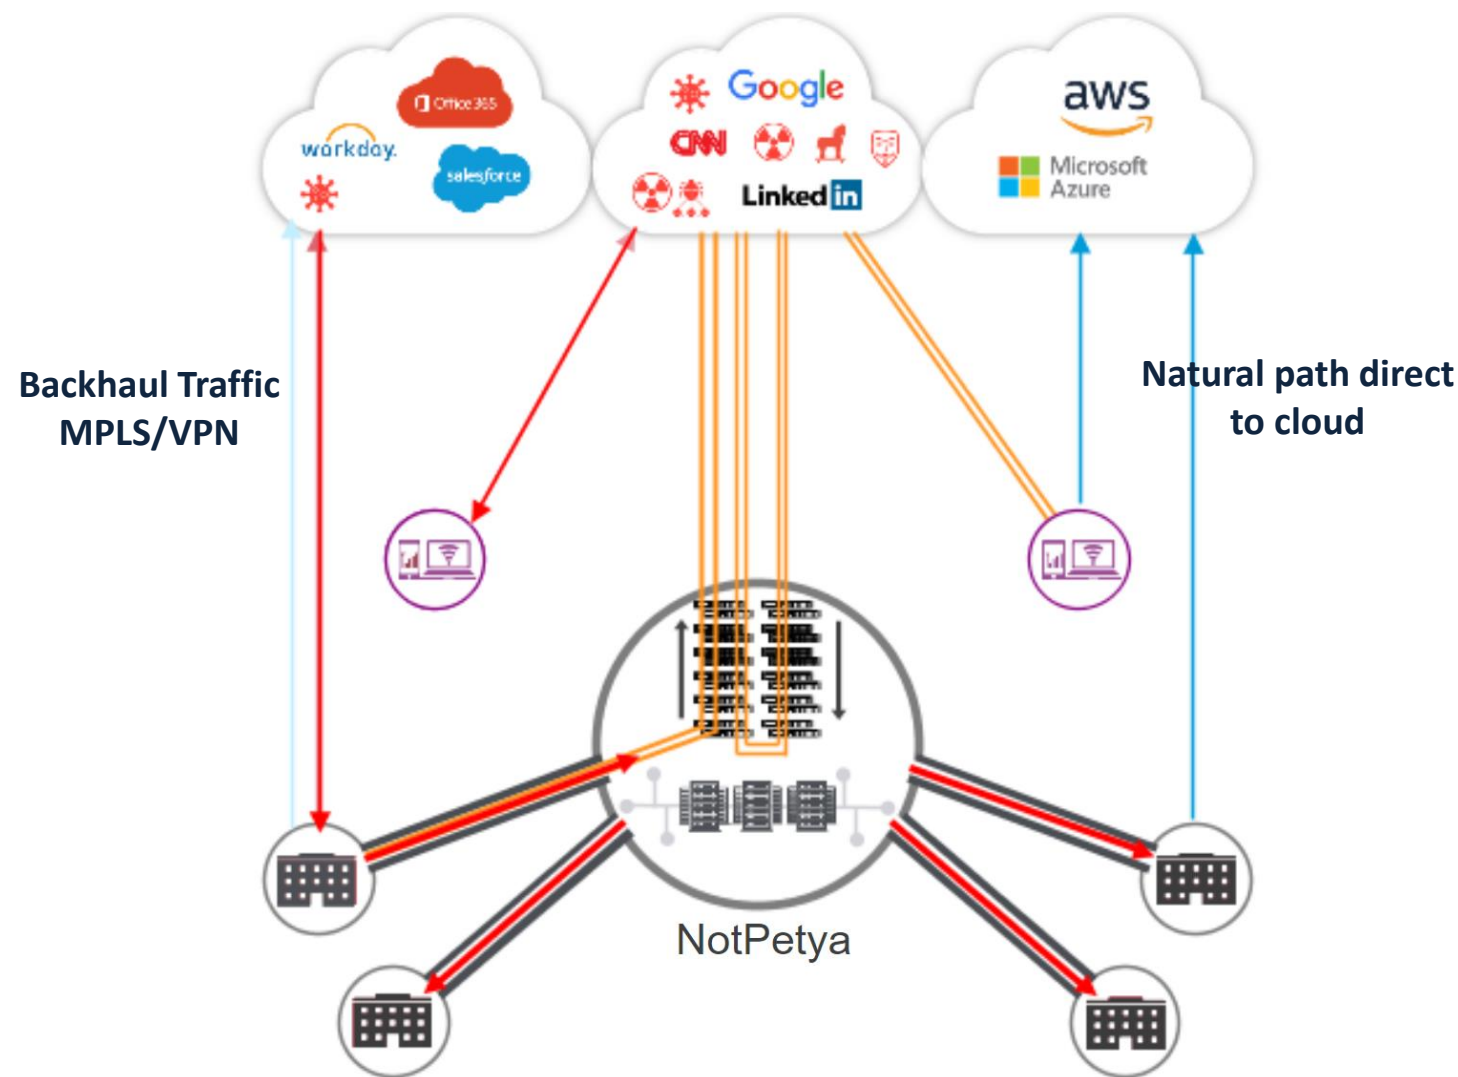 Office 365
workday.
salesforce
Google
CNN
Linked in
aws
Microsoft
Azure
Backhaul Traffic
MPLS/VPN
Natural path direct
to cloud
NotPetya